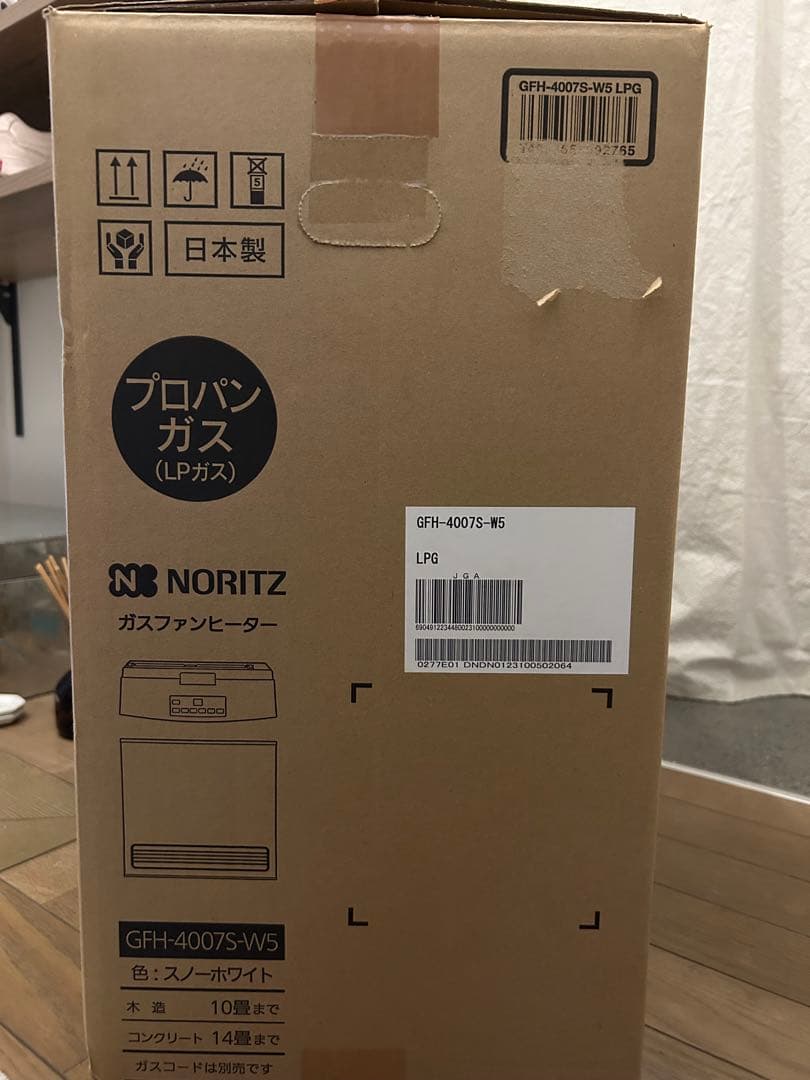 GFH-4007S-W5 LPG
日本製
5
プロパン
ガス
(LPガス)
GFH-4007S-W5
LPG
JGA
0277E01 DNDN0123100502064
NORITZ
ガスファンヒーター
GFH-4007S-W5
色:スノーホワイト
木造 10畳まで
コンクリート 14畳まで
ガスコードは別売です